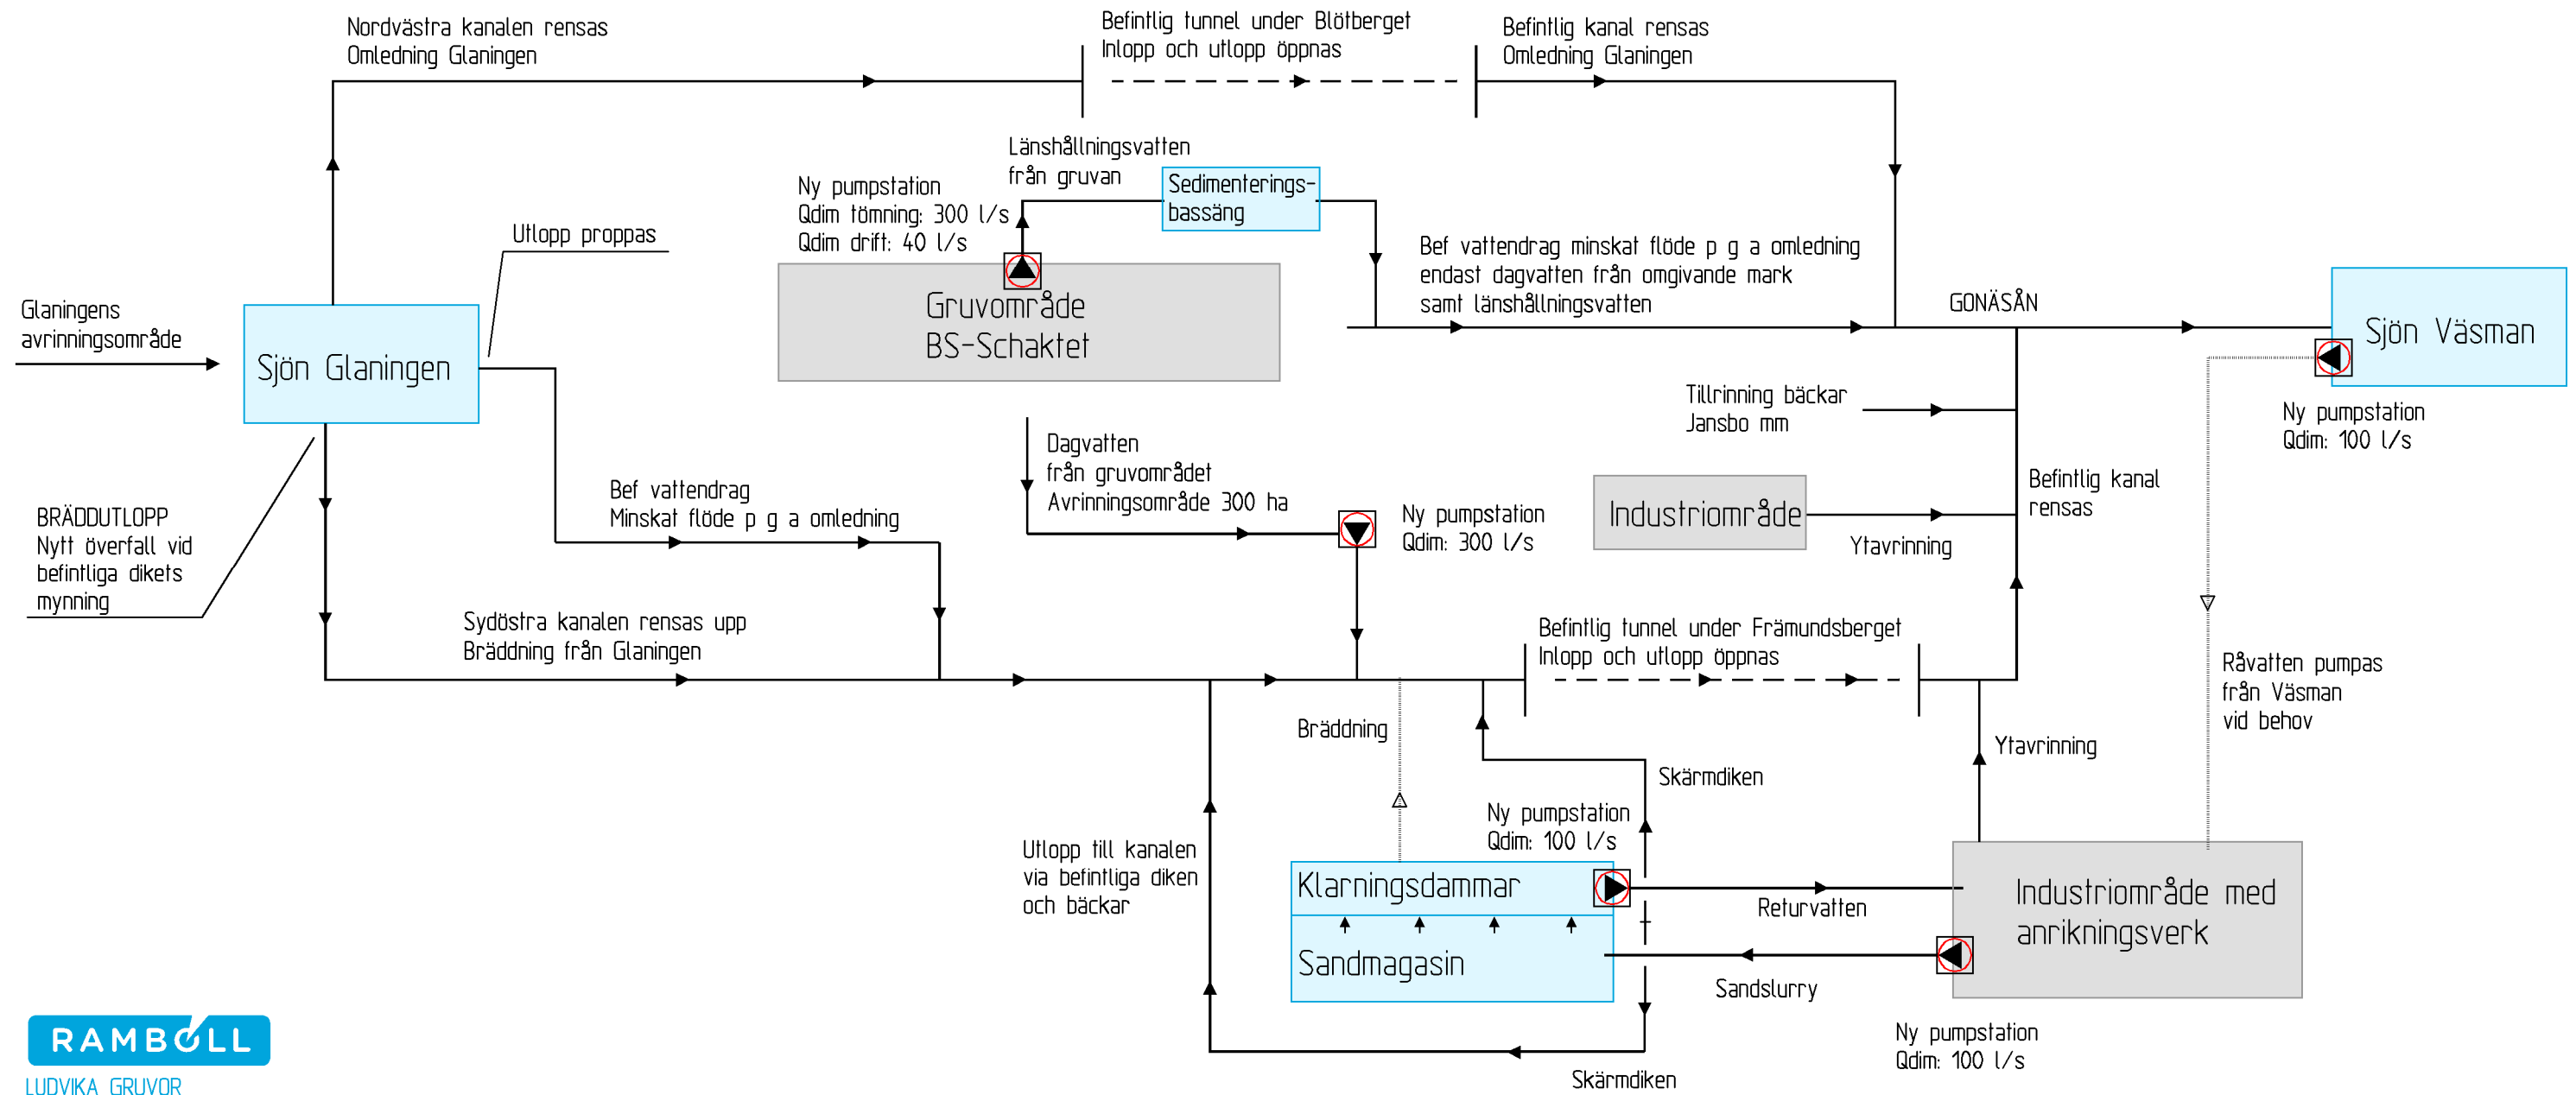 Nordvästra kanalen rensas
Omledning Glaningen
Befintlig tunnel under Blötberget
Inlopp och utlopp öppnas
Befintlig kanal rensas
Omledning Glaningen
Länshållningsvatten
från gruvan
Ny pumpstation
Qdim tömning: 300 l/s
Qdim drift: 40 l/s
Sedimenterings-
bassäng
Utlopp proppas
Bef vattendrag minskat flöde p g a omledning
endast dagvatten från omgivande mark
samt länshållningsvatten
GONÄSÅN
Glaningens
avrinningsområde
Sjön Glaningen
Gruvområde
BS-Schaktet
Sjön Väsman
Ny pumpstation
Qdim: 100 l/s
Tillrinning bäckar
Jansbo mm
Dagvatten
från gruvområdet
Avrinningsområde 300 ha
Bef vattendrag
Minskat flöde p g a omledning
Ny pumpstation
Qdim: 300 l/s
Industriområde
Ytavrinning
Befintlig kanal
rensas
BRÄDDUTLOPP
Nytt överfall vid
befintliga dikets
mynning
Sydöstra kanalen rensas upp
Bräddning från Glaningen
Befintlig tunnel under Främundsberget
Inlopp och utlopp öppnas
Råvatten pumpas
från Väsman
vid behov
Bräddning
Skärmdiken
Ytavrinning
Ny pumpstation
Qdim: 100 l/s
Utlopp till kanalen
via befintliga diken
och bäckar
Klarningsdammar
Returvatten
Industriområde med
anrikningsverk
Sandmagasin
Sandslurry
Ny pumpstation
Qdim: 100 l/s
Skärmdiken
RAMBOLL
LUDVIKA GRUVOR